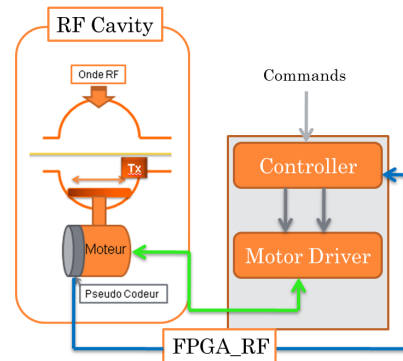 RF Cavity
Onde RF
Commands
Tx
Controller
Moteur
Motor Driver
Pseudo Codeur
FPGA_RF